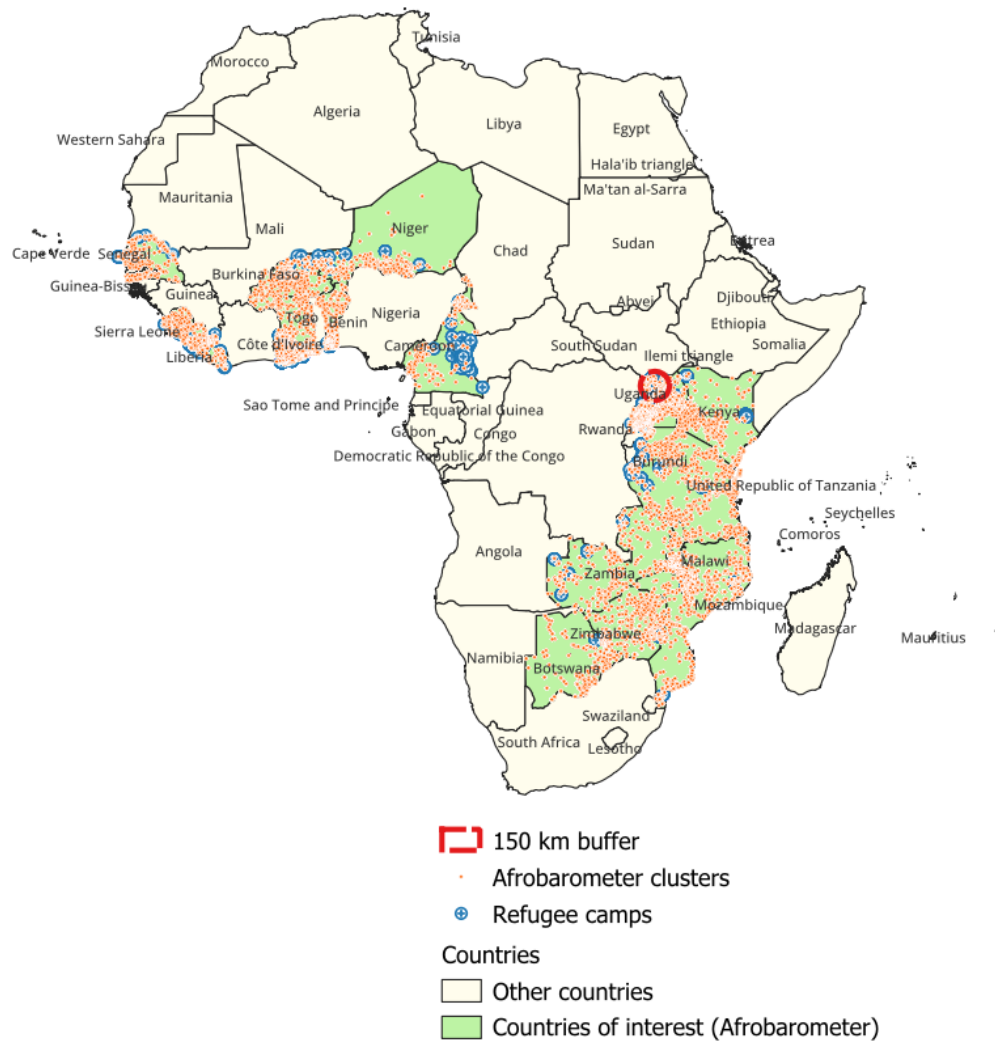 Tunisia
Morocco
Algeria
Libya
Egypt
Western Sahara
Hala'ib triangle
Ma'tan al-Sarra
Mauritania
Mali
Niger
Chad
Sudan
Eritrea
Cape Verde
Senegal
Burkina Faso
Guinea-Bissau
Guinea
Abyei
Djibouti
Nigeria
Togo
Benin
Ethiopia
Sierra Leone
Côte d'Ivoire
Cameroon
South Sudan
Somalia
Liberia
Ilemi triangle
Uganda
Sao Tome and Principe
Equatorial Guinea
Kenya
Gabon
Congo
Rwanda
Democratic Republic of the Congo
Burundi
United Republic of Tanzania
Seychelles
Comoros
Angola
Malawi
Zambia
Mozambique
Madagascar
Mauritius
Zimbabwe
Namibia
Botswana
Swaziland
South Africa
Lesotho
150 km buffer
Afrobarometer clusters
Refugee camps
Countries
Other countries
Countries of interest (Afrobarometer)